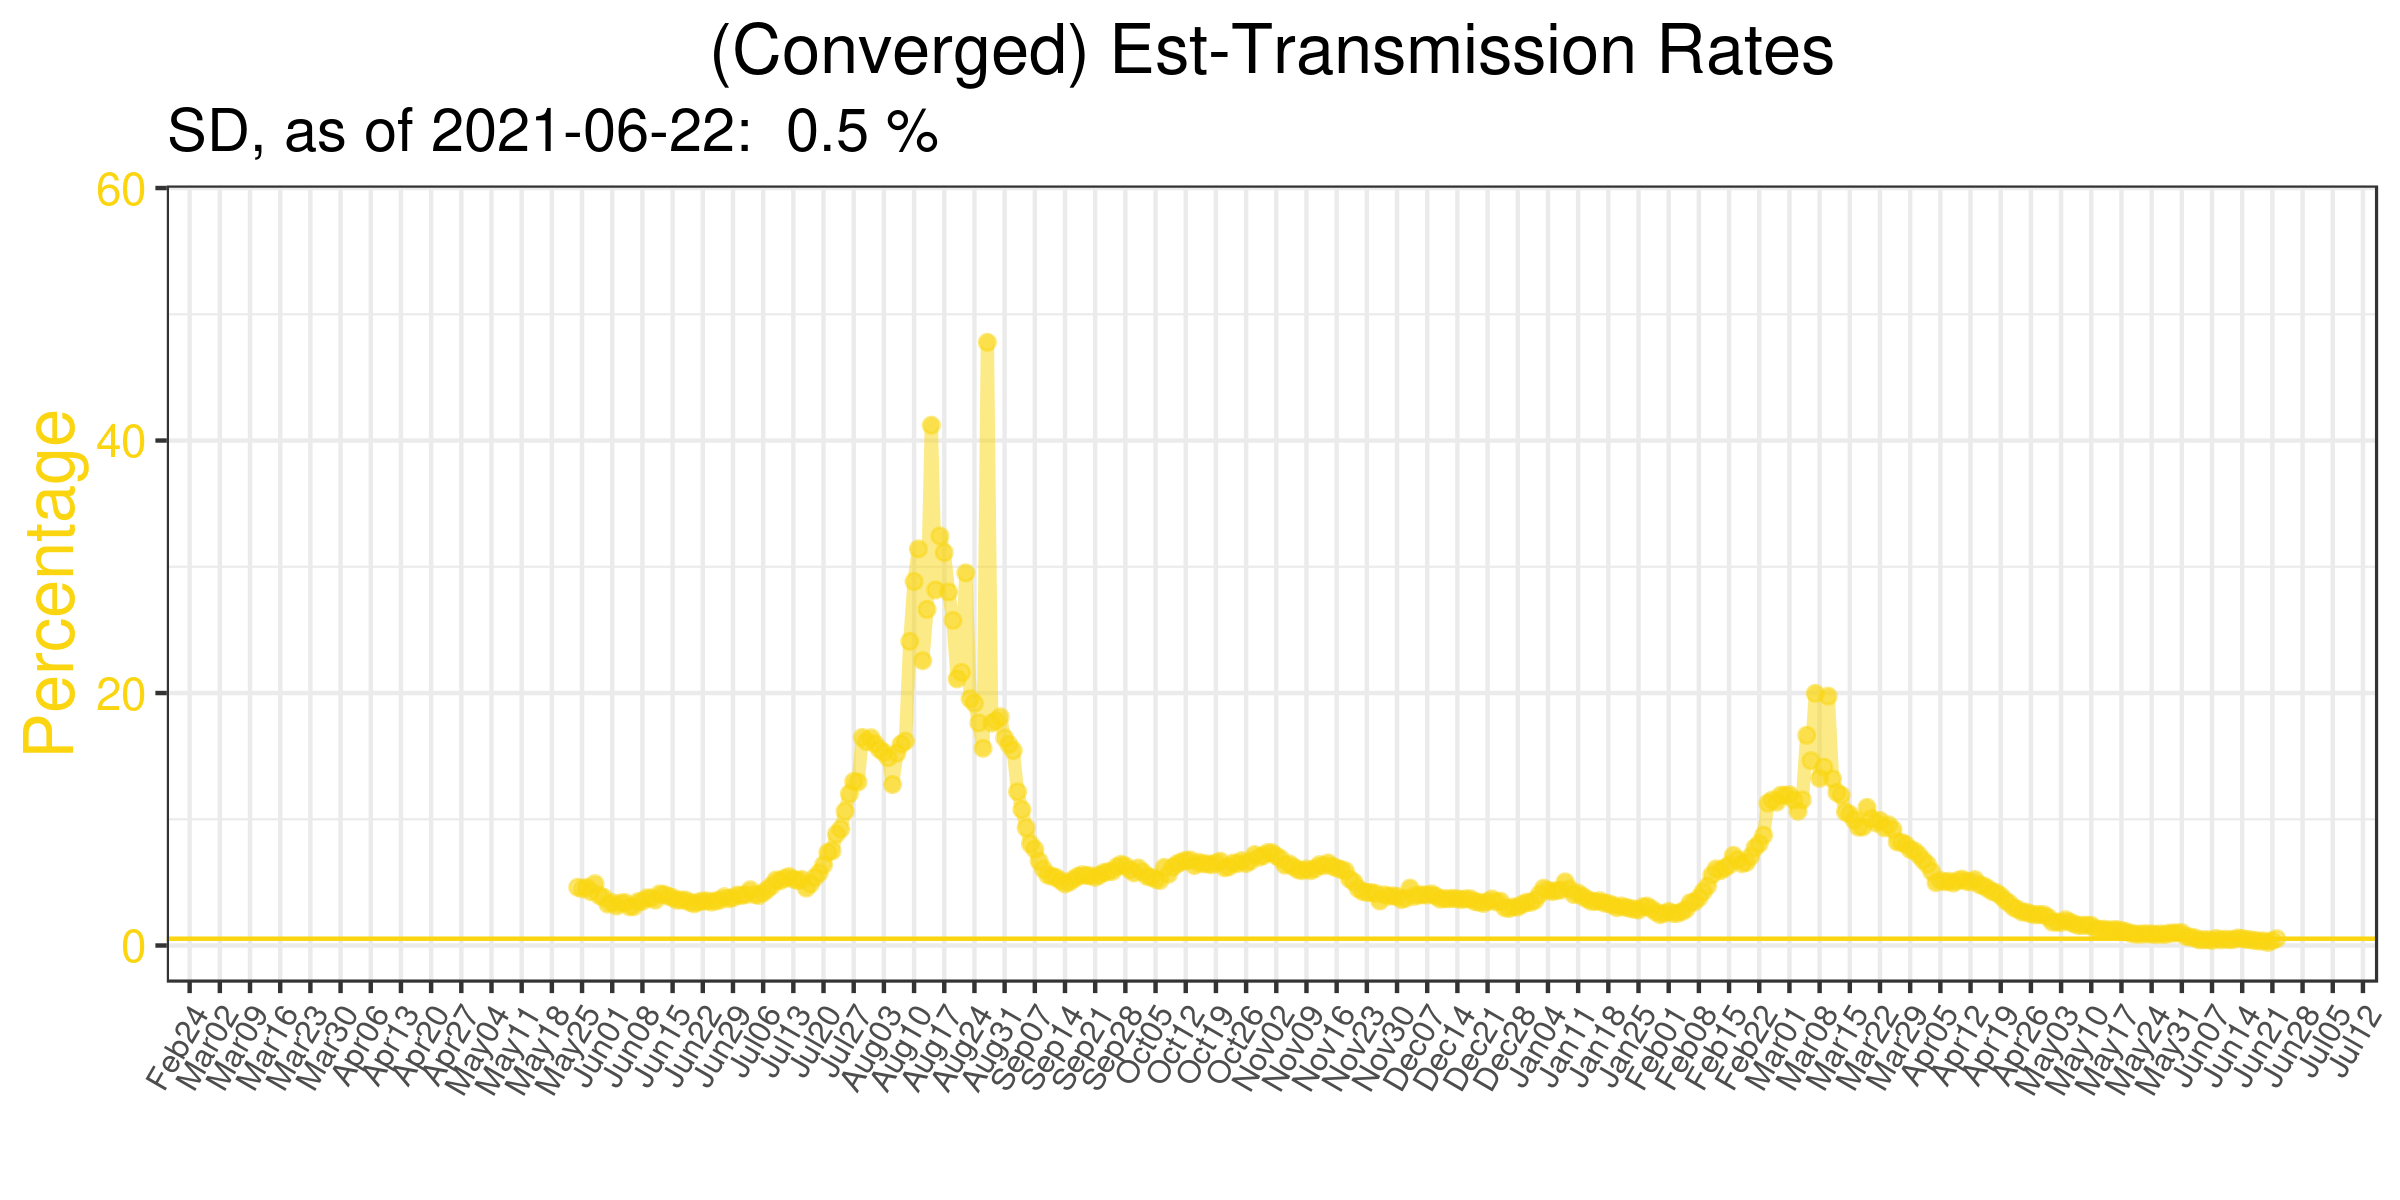 (Converged) Est-Transmission Rates
SD, as of 2021-06-22: 0.5 %
Percentage
60
40
20
0
Feb24
Mar02
Mar09
Mar16
Mar23
Mar30
Apr06
Apr13
Apr20
Apr27
May04
May11
May18
May25
Jun01
Jun08
Jun15
Jun22
Jun29
Jul06
Jul13
Jul20
Jul27
Aug03
Aug10
Aug17
Aug24
Aug31
Sep07
Sep14
Sep21
Sep28
Oct05
Oct12
Oct19
Oct26
Nov02
Nov09
Nov16
Nov23
Nov30
Dec07
Dec14
Dec21
Dec28
Jan04
Jan11
Jan18
Jan25
Feb01
Feb08
Feb15
Feb22
Mar01
Mar08
Mar15
Mar22
Mar29
Apr05
Apr12
Apr19
Apr26
May03
May10
May17
May24
May31
Jun07
Jun14
Jun21
Jun28
Jul05
Jul12